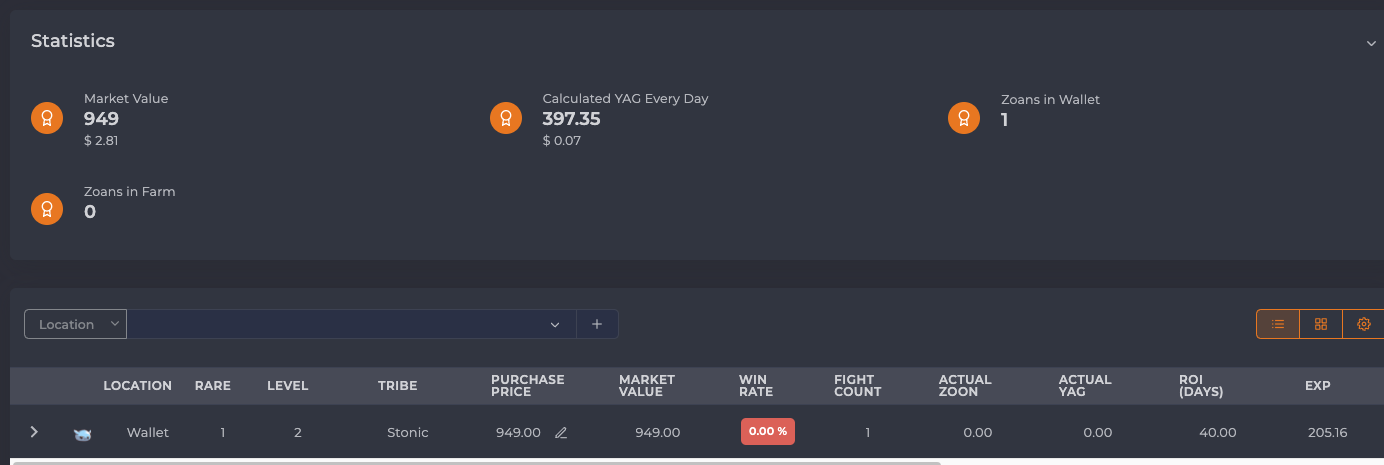 Statistics
Market Value
949
$ 2.81
Calculated YAG Every Day
397.35
$ 0.07
Zoans in Wallet
1
Zoans in Farm
0
Location
LOCATION RARE LEVEL TRIBE PURCHASE PRICE MARKET VALUE WIN RATE FIGHT COUNT ACTUAL ZOON ACTUAL YAG ROI (DAYS) EXP
Wallet 1 2 Stonic 949.00 949.00 0.00 % 1 0.00 0.00 40.00 205.16